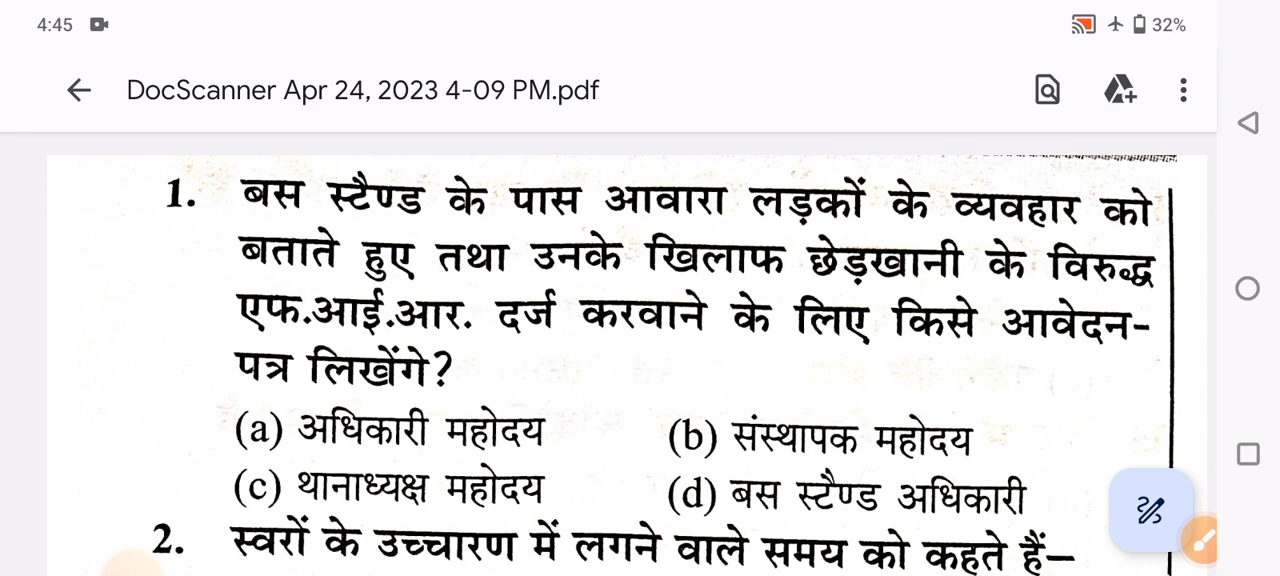 4:45
32%
DocScanner Apr 24, 2023 4-09 PM.pdf
1. बस स्टैण्ड के पास आवारा लड़कों के व्यवहार को
बताते हुए तथा उनके खिलाफ छेड़खानी के विरुद्ध
एफ.आई.आर. दर्ज करवाने के लिए किसे आवेदन-
पत्र लिखेंगे?
(a) अधिकारी महोदय (b) संस्थापक महोदय
(c) थानाध्यक्ष महोदय (d) बस स्टैण्ड अधिकारी
2. स्वरों के उच्चारण में लगने वाले समय को कहते हैं–